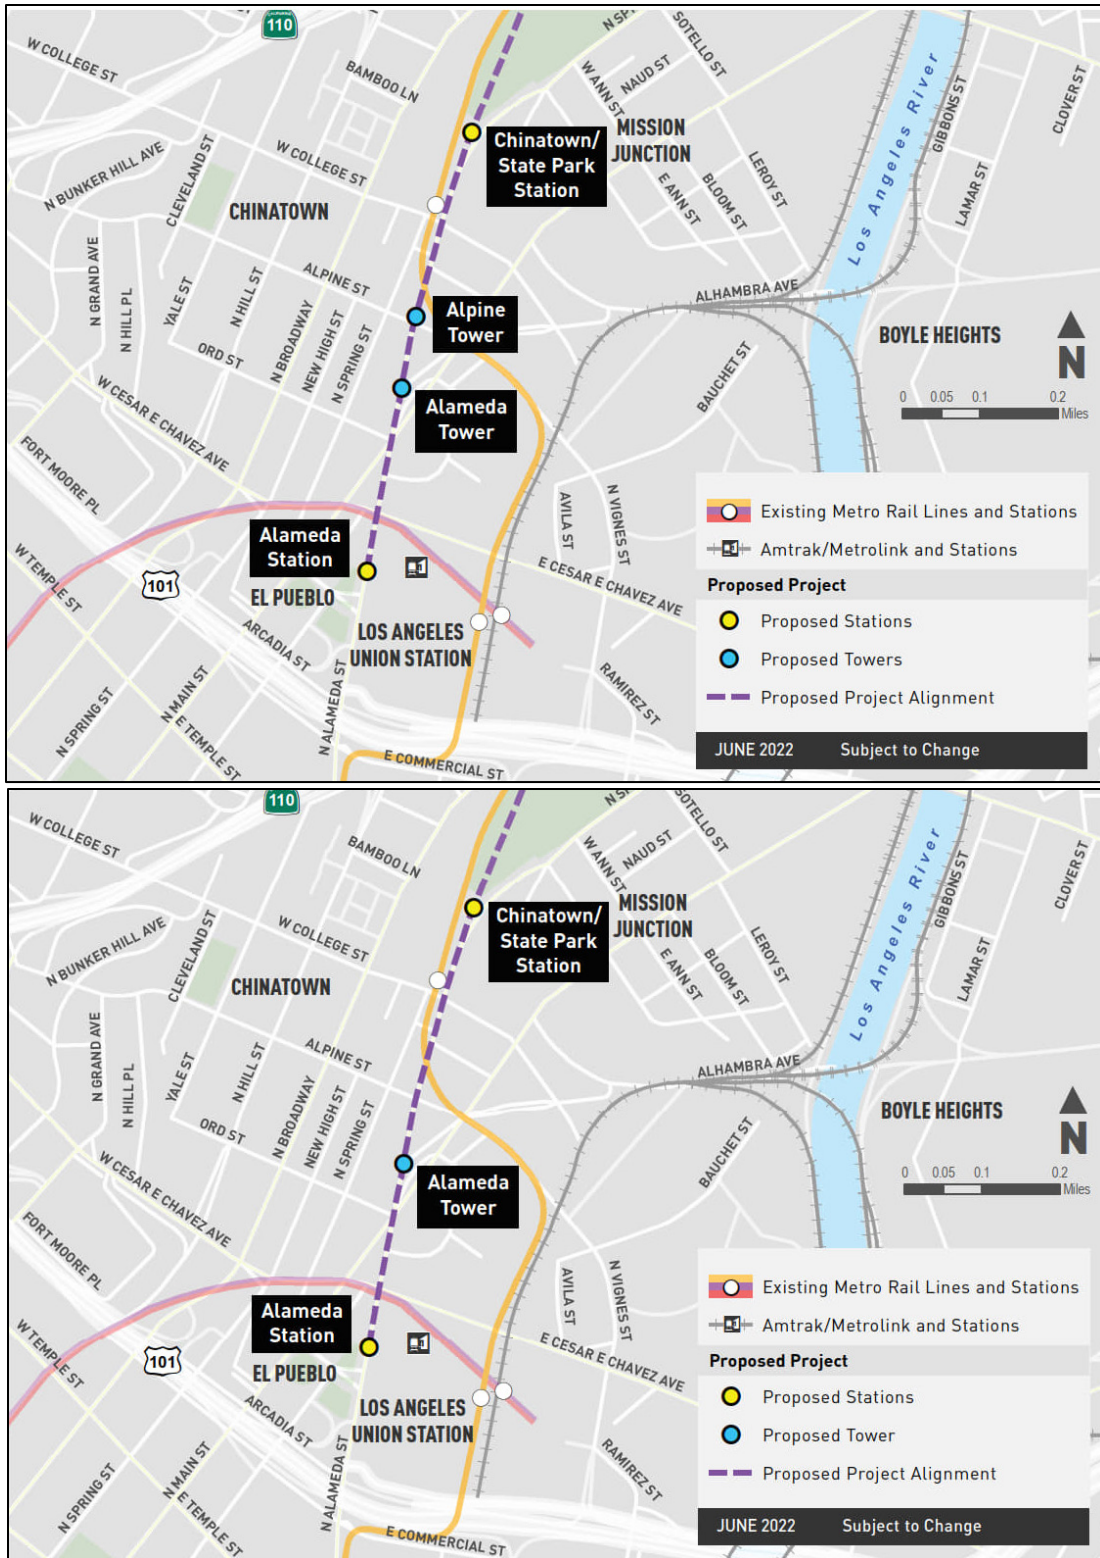 110
W COLLEGE ST
BAMBOO LN
N SP
SOTELLO ST
NAUD ST
W ANN ST
MISSION
JUNCTION
Chinatown/
State Park
Station
GIBBONS ST
CLOVER ST
Los Angeles River
LAMAR ST
N BUNKER HILL AVE
CLEVELAND ST
W COLLEGE ST
CHINATOWN
E ANN ST
BLOOM ST
LEROY ST
N GRAND AVE
N HILL PL
YALE ST
N HILL ST
ALPINE ST
Alpine
Tower
ALHAMBRA AVE
BOYLE HEIGHTS
N
ORD ST
N BROADWAY
NEW HIGH ST
N SPRING ST
Alameda
Tower
BAUCHET ST
0 0.05 0.1 0.2
Miles
W CESAR E CHAVEZ AVE
FORT MOORE PL
AVILA ST
N VIGNES ST
Alameda
Station
E CESAR E CHAVEZ AVE
W TEMPLE ST
101
EL PUEBLO
ARCADIA ST
LOS ANGELES
UNION STATION
RAMIREZ ST
N SPRING ST
N MAIN ST
E TEMPLE ST
N ALAMEDA ST
E COMMERCIAL ST
Existing Metro Rail Lines and Stations
Amtrak/Metrolink and Stations
Proposed Project
Proposed Stations
Proposed Towers
Proposed Project Alignment
JUNE 2022 Subject to Change
110
W COLLEGE ST
BAMBOO LN
N SP
SOTELLO ST
NAUD ST
W ANN ST
MISSION
JUNCTION
Chinatown/
State Park
Station
GIBBONS ST
CLOVER ST
Los Angeles River
LAMAR ST
N BUNKER HILL AVE
CLEVELAND ST
W COLLEGE ST
CHINATOWN
E ANN ST
BLOOM ST
LEROY ST
N GRAND AVE
N HILL PL
YALE ST
N HILL ST
ALPINE ST
ALHAMBRA AVE
BOYLE HEIGHTS
N
ORD ST
N BROADWAY
NEW HIGH ST
N SPRING ST
Alameda
Tower
BAUCHET ST
0 0.05 0.1 0.2
Miles
W CESAR E CHAVEZ AVE
FORT MOORE PL
AVILA ST
N VIGNES ST
Alameda
Station
E CESAR E CHAVEZ AVE
W TEMPLE ST
101
EL PUEBLO
ARCADIA ST
LOS ANGELES
UNION STATION
RAMIREZ ST
N SPRING ST
N MAIN ST
E TEMPLE ST
N ALAMEDA ST
E COMMERCIAL ST
Existing Metro Rail Lines and Stations
Amtrak/Metrolink and Stations
Proposed Project
Proposed Stations
Proposed Tower
Proposed Project Alignment
JUNE 2022 Subject to Change